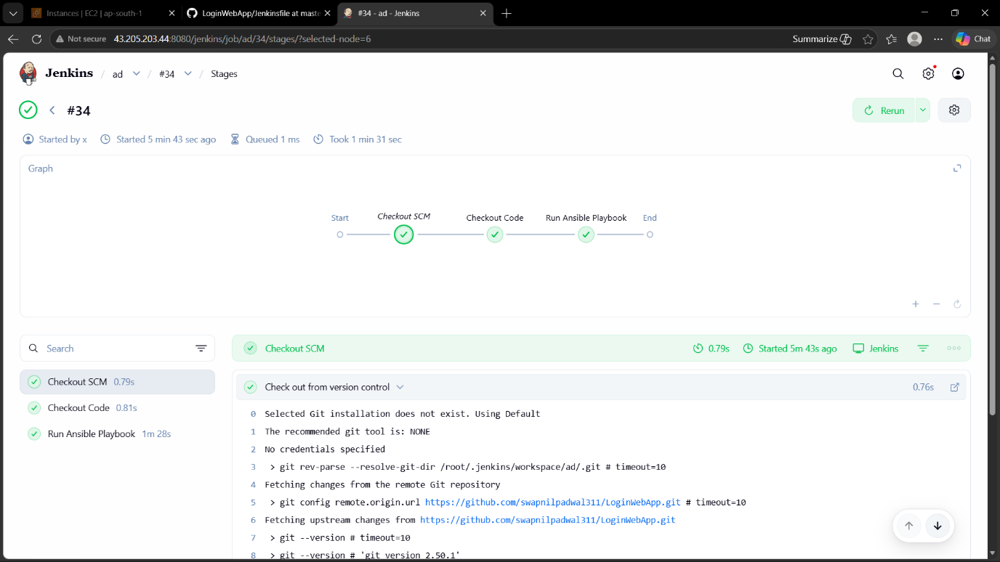 Instances | EC2 | ap-south-1
LoginWebApp/Jenkinsfile at maste
#34 - ad - Jenkins
Not secure
43.205.203.44:8080/jenkins/job/ad/34/stages/?selected-node=6
Summarize
Chat
Jenkins / ad / #34 / Stages
#34
Rerun
Started by x
Started 5 min 43 sec ago
Queued 1 ms
Took 1 min 31 sec
Graph
Start
Checkout SCM
Checkout Code
Run Ansible Playbook
End
Search
Checkout SCM 0.79s
Checkout Code 0.81s
Run Ansible Playbook 1m 28s
Checkout SCM
0.79s
Started 5m 43s ago
Jenkins
Check out from version control
0.76s
0 Selected Git installation does not exist. Using Default
1 The recommended git tool is: NONE
2 No credentials specified
3 > git rev-parse --resolve-git-dir /root/.jenkins/workspace/ad/.git # timeout=10
4 Fetching changes from the remote Git repository
5 > git config remote.origin.url https://github.com/swapnilpadwal311/LoginWebApp.git # timeout=10
6 Fetching upstream changes from https://github.com/swapnilpadwal311/LoginWebApp.git
7 > git --version # timeout=10
8 > git --version # 'git version 2.50.1'